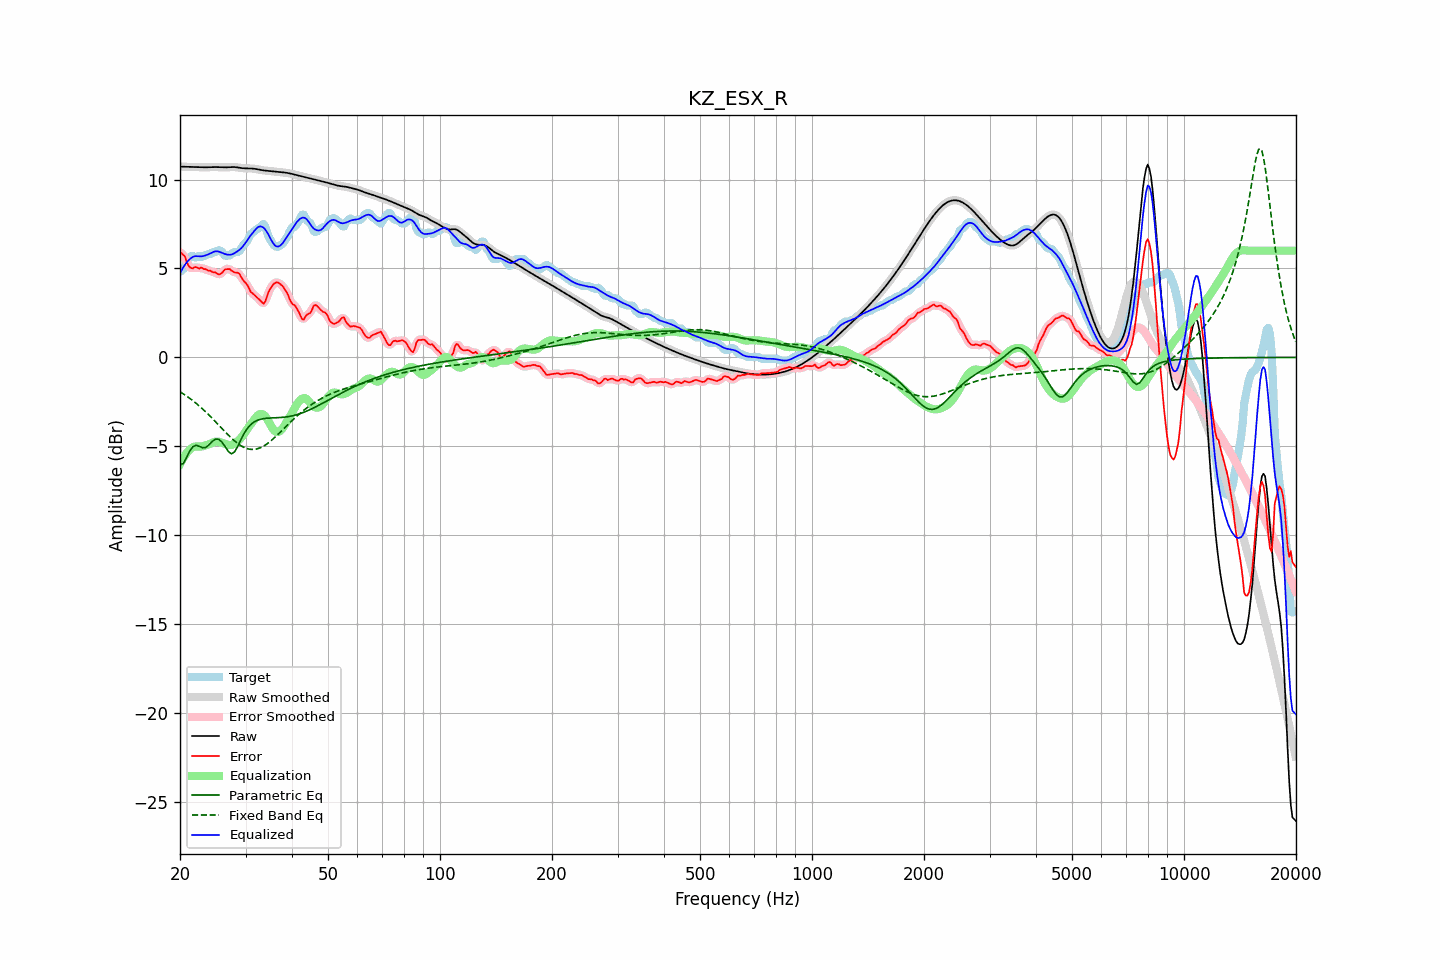 KZ_ESX_R
Amplitude (dBr)
10
5
0
−5
−10
−15
−20
−25
Target
Raw Smoothed
Error Smoothed
Raw
Error
Equalization
Parametric Eq
Fixed Band Eq
Equalized
20 50 100 200 500 1000 2000 5000 10000 20000
Frequency (Hz)